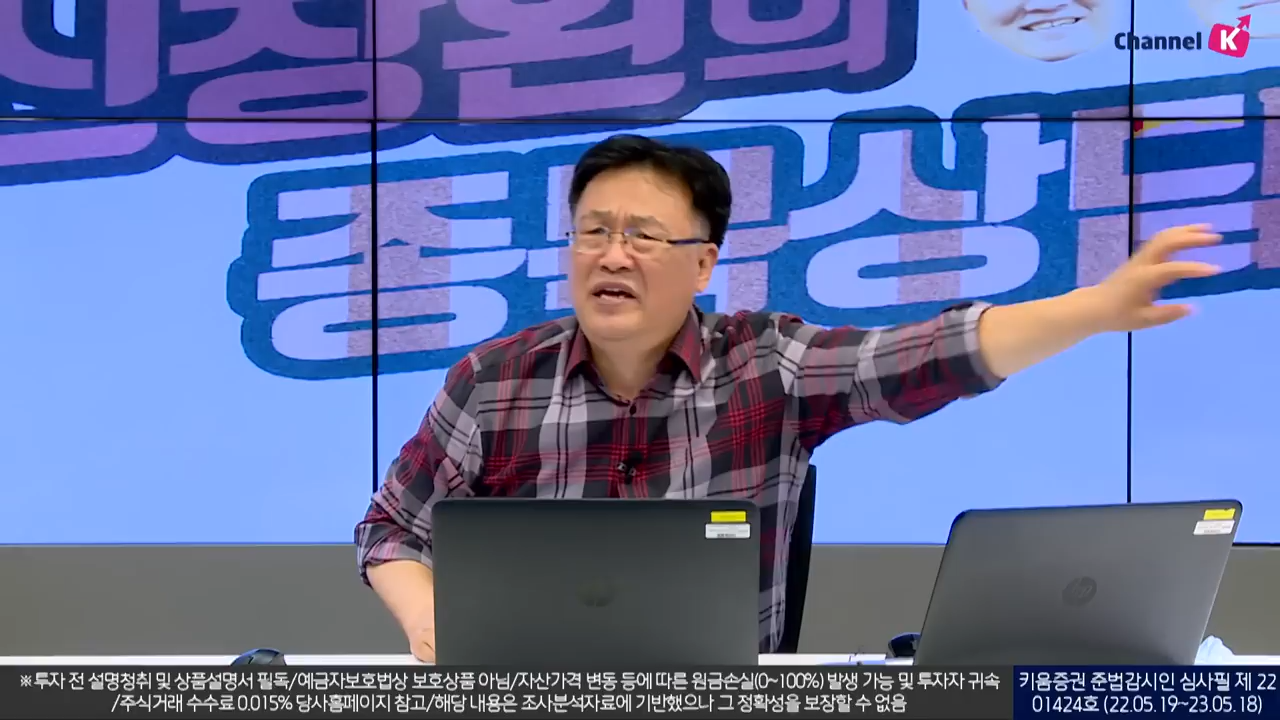 Channel K
종목상
※투자 전 설명청취 및 상품설명서 필독/예금자보호법상 보호상품 아님/자산가격 변동 등에 따른 원금손실(0~100%) 발생 가능 및 투자자 귀속
/주식거래 수수료 0.015% 당사홈페이지 참고/해당 내용은 조사분석자료에 기반했으나 그 정확성을 보장할 수 없음
키움증권 준법감시인 심사필 제 22
01424호 (22.05.19~23.05.18)
hp